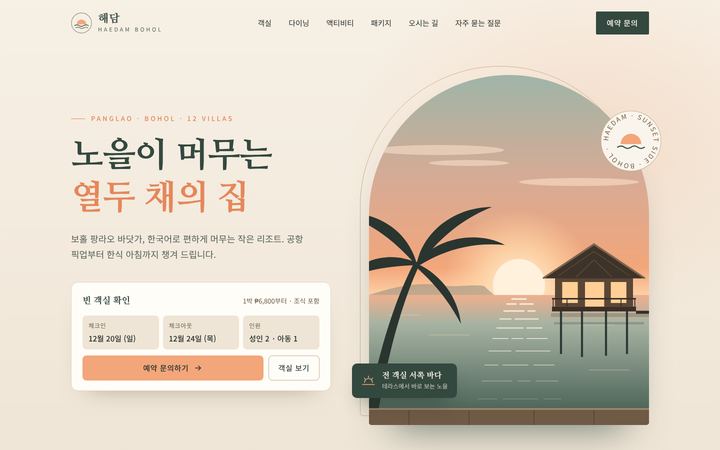 해담
HAEDAM BOHOL
객실 다이닝 액티비티 패키지 오시는 길 자주 묻는 질문
예약 문의
PANGLAO · BOHOL · 12 VILLAS
노을이 머무는
열두 채의 집
보홀 팡라오 바닷가, 한국어로 편하게 머무는 작은 리조트. 공항
픽업부터 한식 아침까지 챙겨 드립니다.
빈 객실 확인
1박 ₱6,800부터 · 조식 포함
체크인
12월 20일 (일)
체크아웃
12월 24일 (목)
인원
성인 2 · 아동 1
예약 문의하기 →
객실 보기
HAEDAM · SUNSET SIDE · BOHOL ·
전 객실 서쪽 바다
테라스에서 바로 보는 노을